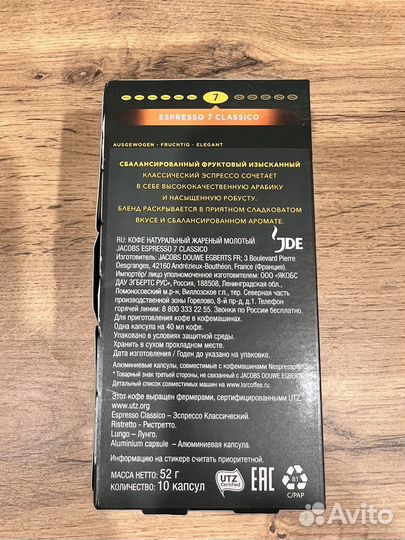 7
ESPRESSO 7 CLASSICO
AUSGEWOGEN - FRUCHTIG - ELEGANT
СБАЛАНСИРОВАННЫЙ ФРУКТОВЫЙ ИЗЫСКАННЫЙ
КЛАССИЧЕСКИЙ ЭСПРЕССО СОЧЕТАЕТ
В СЕБЕ ВЫСОКОКАЧЕСТВЕННУЮ АРАБИКУ
И НАСЫЩЕННУЮ РОБУСТУ.
БЛЕНД РАСКРЫВАЕТСЯ В ПРИЯТНОМ СЛАДКОВАТОМ
ВКУСЕ И СБАЛАНСИРОВАННОМ АРОМАТЕ.
JDE
RU: КОФЕ НАТУРАЛЬНЫЙ ЖАРЕНЫЙ МОЛОТЫЙ
JACOBS ESPRESSO 7 CLASSICO
Изготовитель: JACOBS DOUWE EGBERTS FR; 3 Boulevard Pierre
Desgranges, 42160 Andrézieux-Bouthéon, France (Франция).
Импортёр/ лицо уполномоченное изготовителем: ООО «ЯКОБС
ДАУ ЭГБЕРТС РУС», Россия, 188508, Ленинградская обл.,
Ломоносовский м.р-н, Виллозское г.п., тер. Северная часть
производственной зоны Горелово, 8-й пр-д, д.1. Телефон
горячей линии: 8 800 333 22 55. Звонки по России бесплатные.
Для приготовления кофе в кофемашинах.
Одна капсула на 40 мл кофе.
Упаковано в условиях защитной среды.
Хранить в сухом прохладном месте.
Дата изготовления / Годен до указано на упаковке.
Алюминиевые капсулы, совместимые с кофемашинами Nespresso®*
*Товарный знак третьей стороны, не связанный с JACOBS DOUWE EGBERTS
Детальный список совместимых машин на www.lorcoffee.ru
Этот кофе выращен фермерами, сертифицированными UTZ.
www.utz.org
Espresso Classico – Эспрессо Классический.
Ristretto - Ристретто.
Lungo – Лунго.
Aluminium capsule – Алюминиевая капсула.
Информацию на стикере считать приоритетной.
МАССА НЕТТО: 52 г
КОЛИЧЕСТВО: 10 капсул
UTZ
Certified
EAC
81
C/PAP
Avito